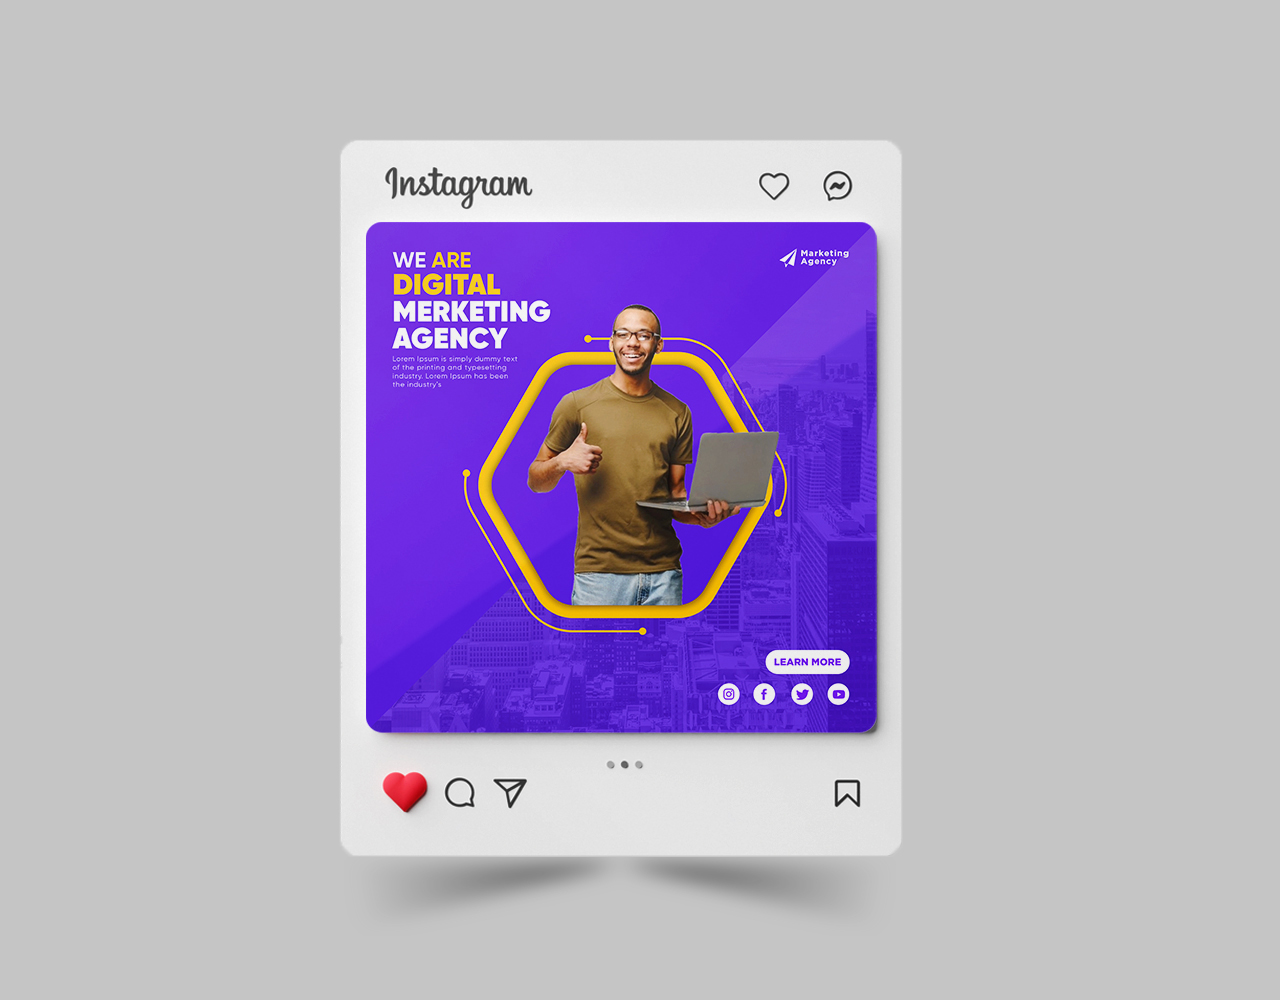 Instagram
WE ARE
DIGITAL
MERKETING
AGENCY
Lorem Ipsum is simply dummy text
of the printing and typesetting
industry. Lorem Ipsum has been
the industry's
Marketing
Agency
LEARN MORE